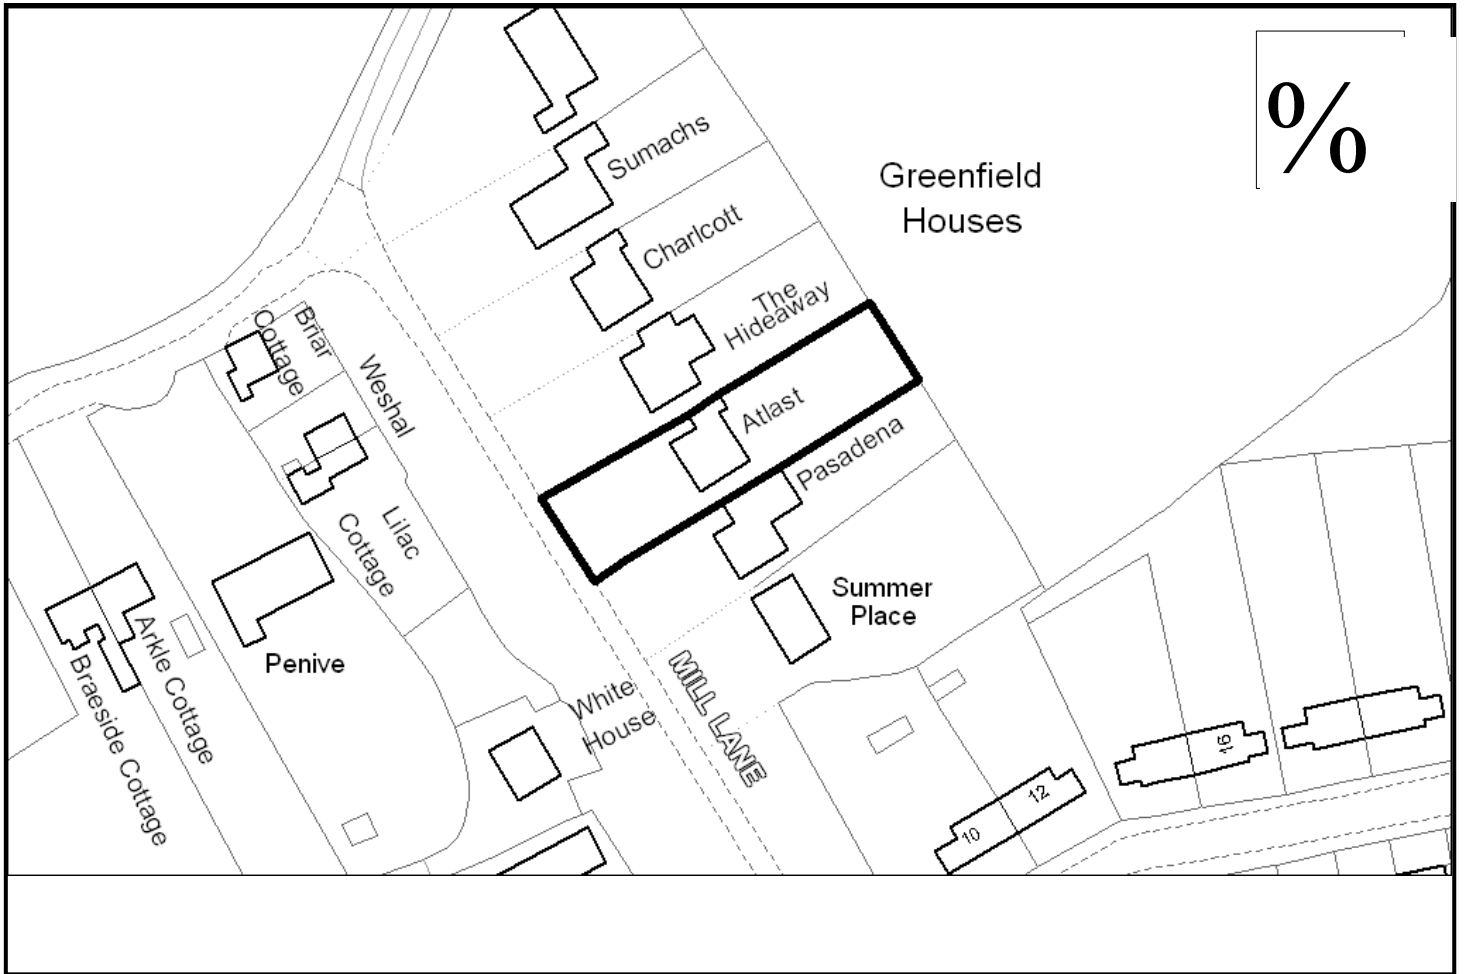 %
Sumachs
Greenfield
Houses
Charlcott
The
Hideaway
Briar
Cottage
Weshal
Atlast
Pasadena
Lilac
Cottage
Summer
Place
Penive
Arkle Cottage
Braeside Cottage
White
House
MILL LANE
16
12
10